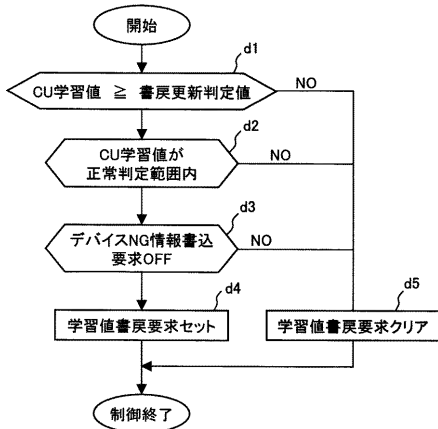 開始
d1
CU学習値 ≧ 書戻更新判定値
NO
d2
CU学習値が
正常判定範囲内
NO
d3
デバイスNG情報書込
要求OFF
NO
d4
学習値書戻要求セット
d5
学習値書戻要求クリア
制御終了